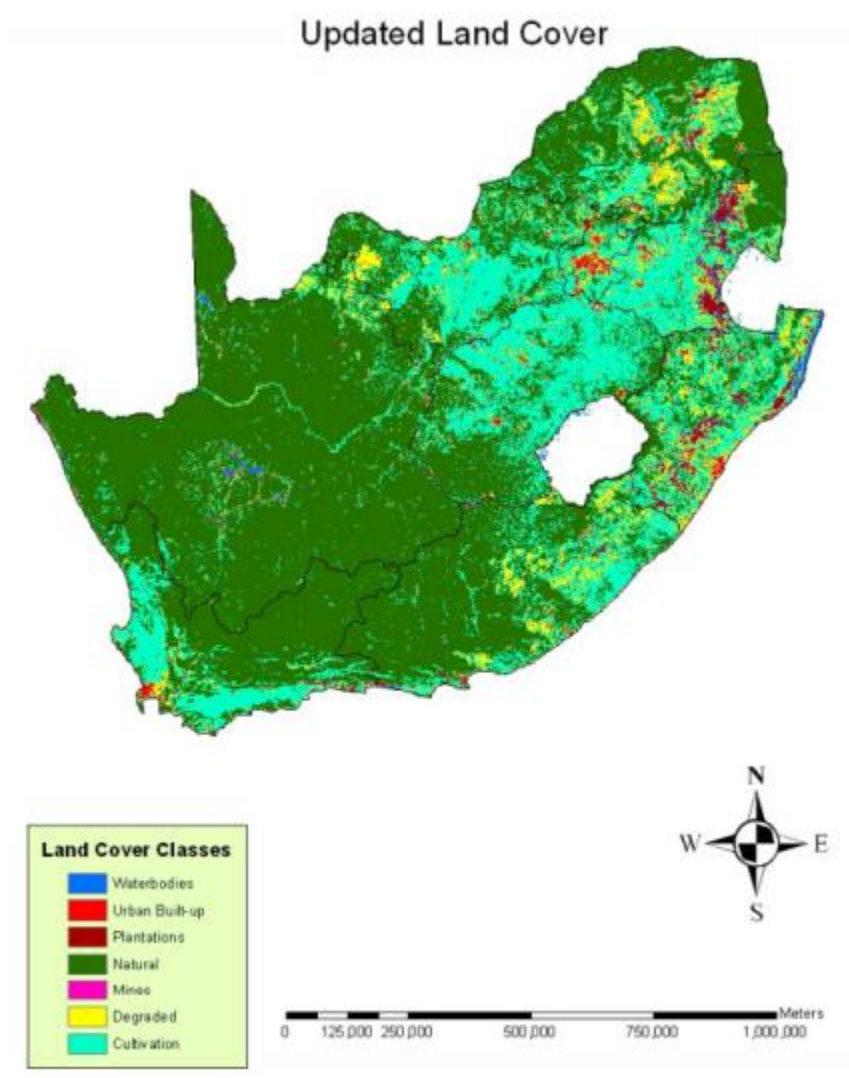 Updated Land Cover
N
W E
S
Land Cover Classes
Waterbodies
Urban Built-up
Plantations
Natural
Mines
Degraded
Cultivation
Meters
0 125,000 250,000 500,000 750,000 1,000,000